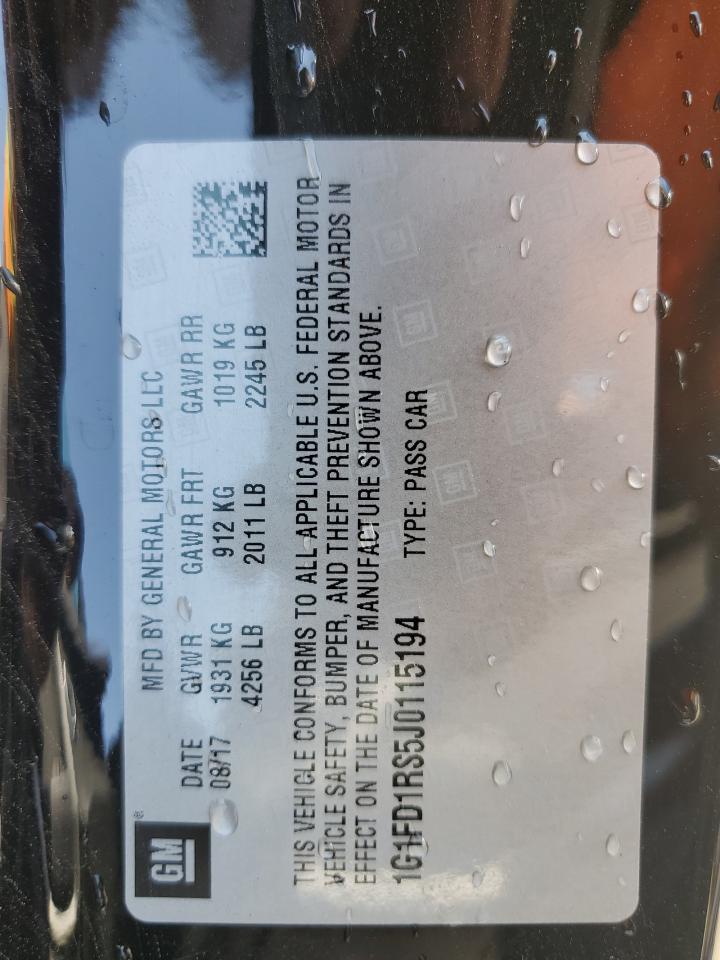 GM®
MFD BY GENERAL MOTORS LLC
DATE GVWR GAWR FRT GAWR RR
08/17 1931 KG 912 KG 1019 KG
4256 LB 2011 LB 2245 LB
THIS VEHICLE CONFORMS TO ALL APPLICABLE U.S. FEDERAL MOTOR
VEHICLE SAFETY, BUMPER, AND THEFT PREVENTION STANDARDS IN
EFFECT ON THE DATE OF MANUFACTURE SHOWN ABOVE.
1G1FD1RS5J0115194 TYPE: PASS CAR